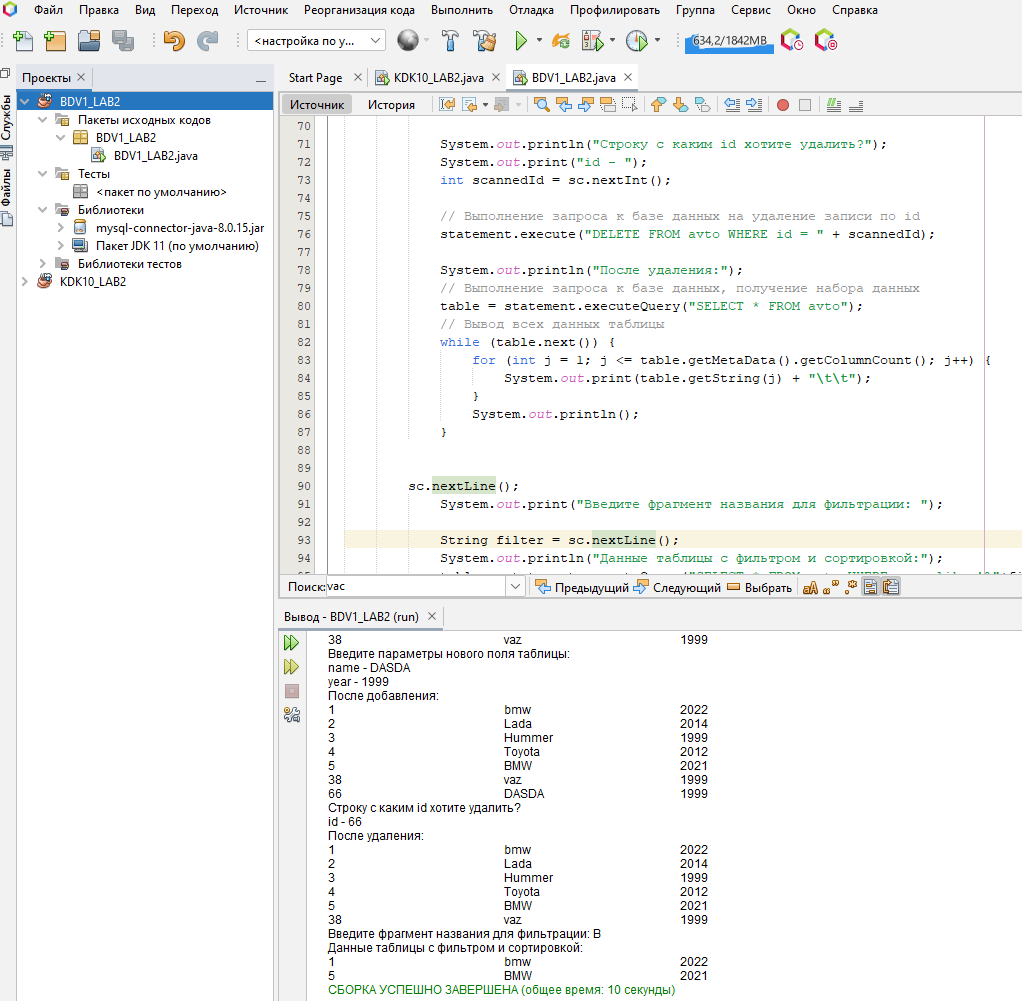 Файл Правка Вид Переход Источник Реорганизация кода Выполнить Отладка Профилировать Группа Сервис Окно Справка
<настройка по у... 634,2/1842MB
Проекты
Службы
Файлы
BDV1_LAB2
Пакеты исходных кодов
BDV1_LAB2
BDV1_LAB2.java
Тесты
<пакет по умолчанию>
Библиотеки
mysql-connector-java-8.0.15.jar
Пакет JDK 11 (по умолчанию)
Библиотеки тестов
KDK10_LAB2
Start Page KDK10_LAB2.java BDV1_LAB2.java
Источник История
70
71 System.out.println("Строку с каким id хотите удалить?");
72 System.out.print("id - ");
73 int scannedId = sc.nextInt();
74
75 // Выполнение запроса к базе данных на удаление записи по id
76 statement.execute("DELETE FROM avto WHERE id = " + scannedId);
77
78 System.out.println("После удаления:");
79 // Выполнение запроса к базе данных, получение набора данных
80 table = statement.executeQuery("SELECT * FROM avto");
81 // Вывод всех данных таблицы
82 while (table.next()) {
83 for (int j = 1; j <= table.getMetaData().getColumnCount(); j++) {
84 System.out.print(table.getString(j) + "\t\t");
85 }
86 System.out.println();
87 }
88
89
90 sc.nextLine();
91 System.out.print("Введите фрагмент названия для фильтрации: ");
92
93 String filter = sc.nextLine();
94 System.out.println("Данные таблицы с фильтром и сортировкой:");
Поиск: vac Предыдущий Следующий Выбрать
Вывод - BDV1_LAB2 (run)
38 vaz 1999
Введите параметры нового поля таблицы:
name - DASDA
year - 1999
После добавления:
1 bmw 2022
2 Lada 2014
3 Hummer 1999
4 Toyota 2012
5 BMW 2021
38 vaz 1999
66 DASDA 1999
Строку с каким id хотите удалить?
id - 66
После удаления:
1 bmw 2022
2 Lada 2014
3 Hummer 1999
4 Toyota 2012
5 BMW 2021
38 vaz 1999
Введите фрагмент названия для фильтрации: B
Данные таблицы с фильтром и сортировкой:
1 bmw 2022
5 BMW 2021
СБОРКА УСПЕШНО ЗАВЕРШЕНА (общее время: 10 секунды)